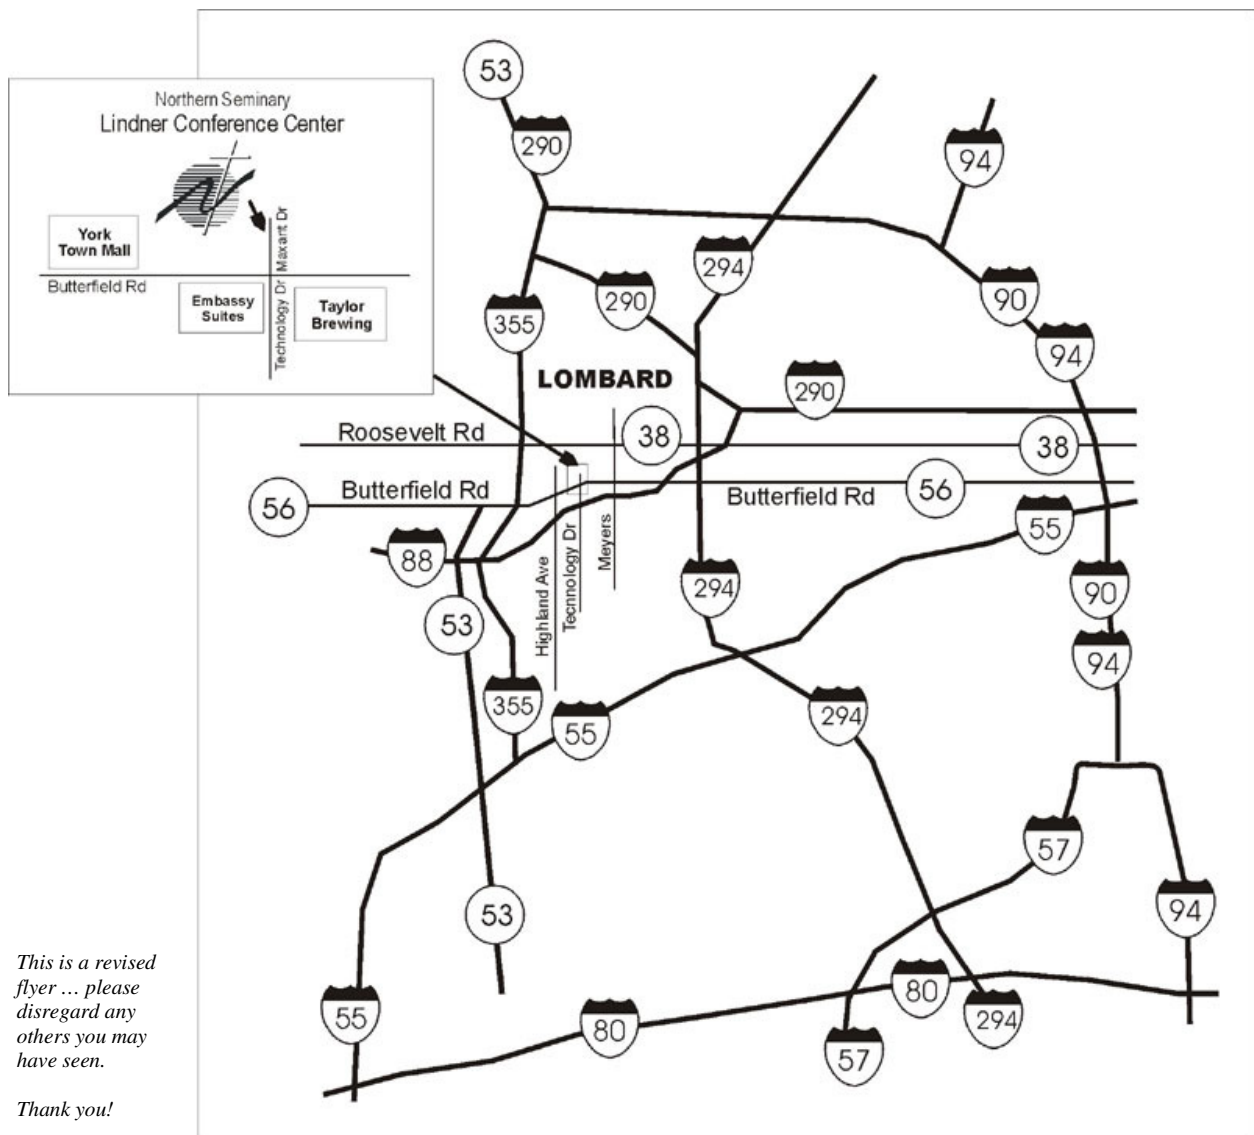 Northern Seminary
Lindner Conference Center
York
Town Mall
Maxant Dr
Butterfield Rd
Embassy
Suites
Technology Dr
Taylor
Brewing
53
290
94
294
290
90
355
94
LOMBARD
290
Roosevelt Rd
38
38
Butterfield Rd
56
Butterfield Rd
56
55
88
Highland Ave
Tecnnology Dr
Meyers
294
90
53
94
355
55
294
57
53
94
55
80
80
294
57
This is a revised
flyer … please
disregard any
others you may
have seen.
Thank you!